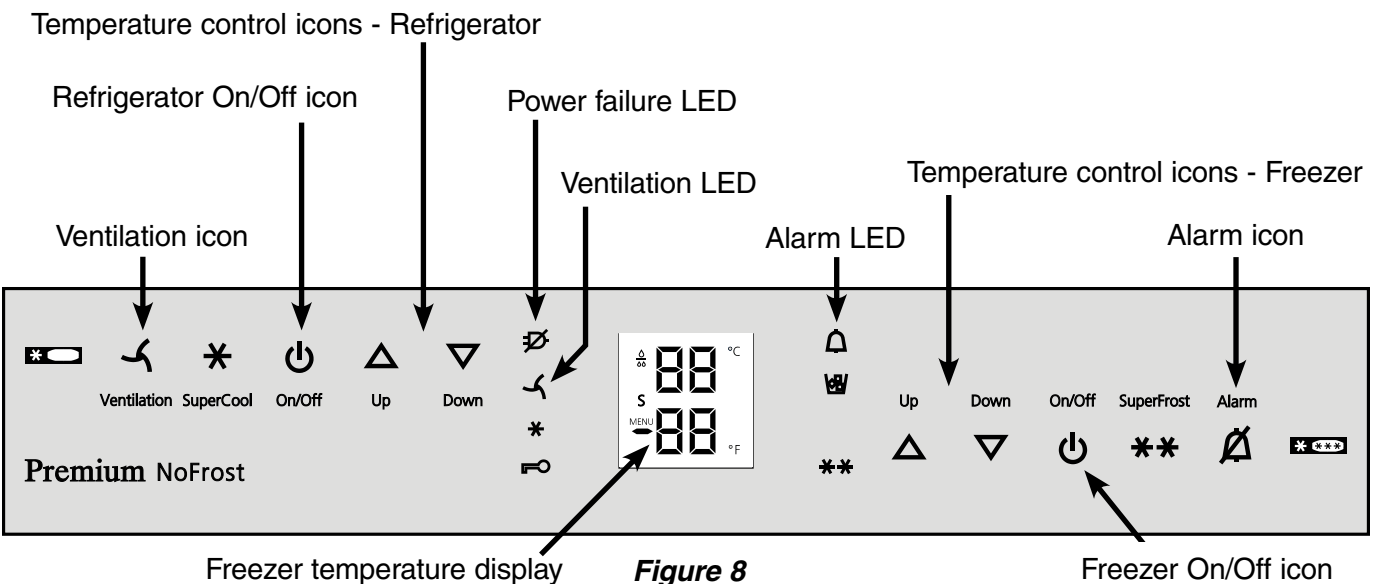 Temperature control icons - Refrigerator
Refrigerator On/Off icon
Power failure LED
Ventilation LED
Temperature control icons - Freezer
Ventilation icon
Alarm LED
Alarm icon
°C
88
Ventilation SuperCool On/Off Up Down
S
Up Down On/Off SuperFrost Alarm
MENU
88
°F
Premium NoFrost
Freezer temperature display
Figure 8
Freezer On/Off icon